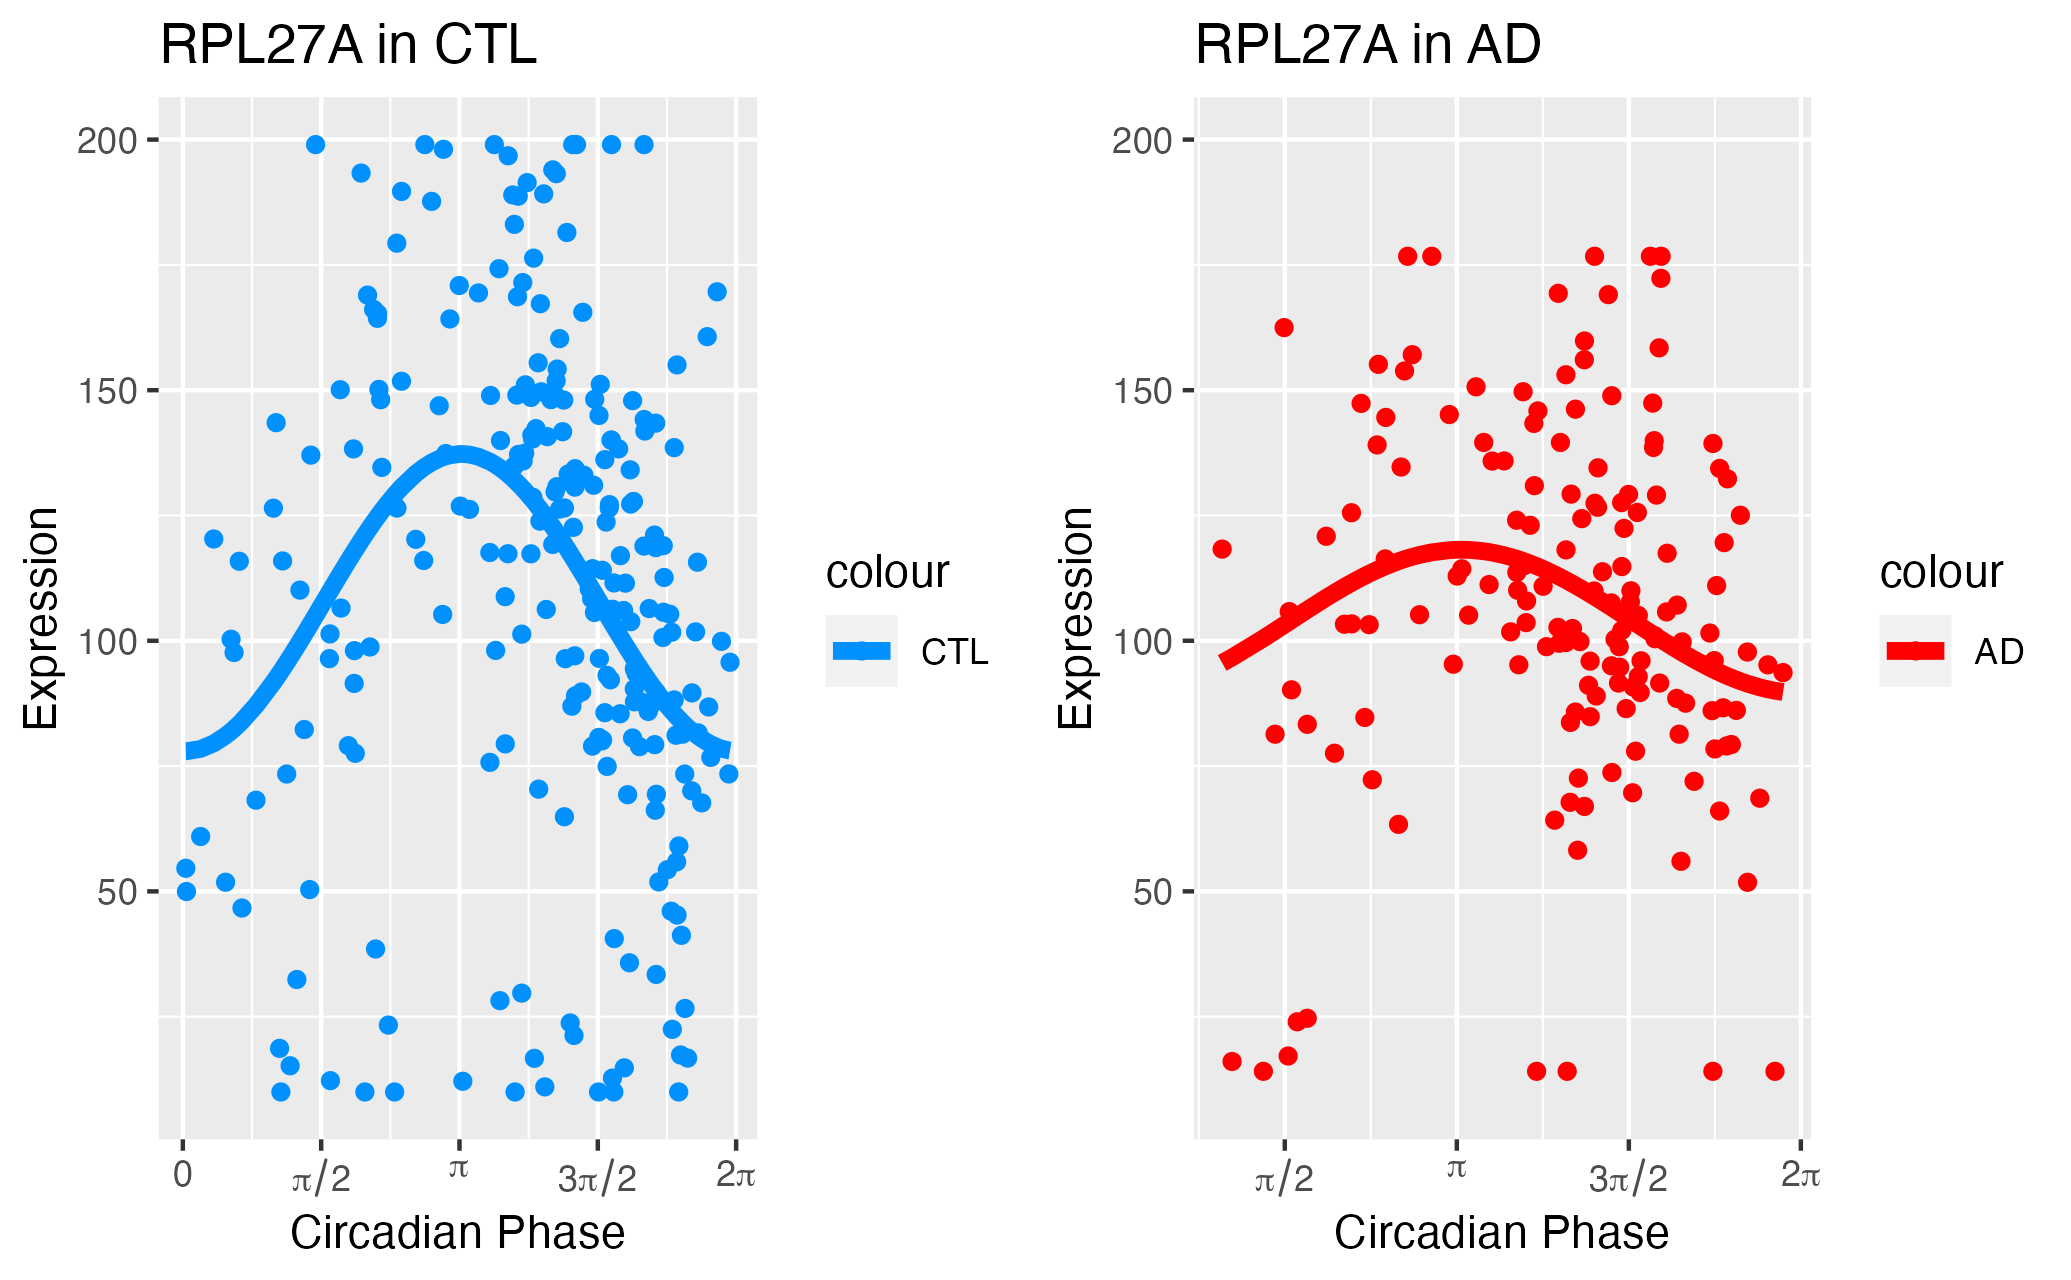 RPL27A in CTL
200
150
100
50
Expression
0
π/2
π
3π/2
2π
Circadian Phase
colour
CTL
RPL27A in AD
200
150
100
50
Expression
π/2
π
3π/2
2π
Circadian Phase
colour
AD